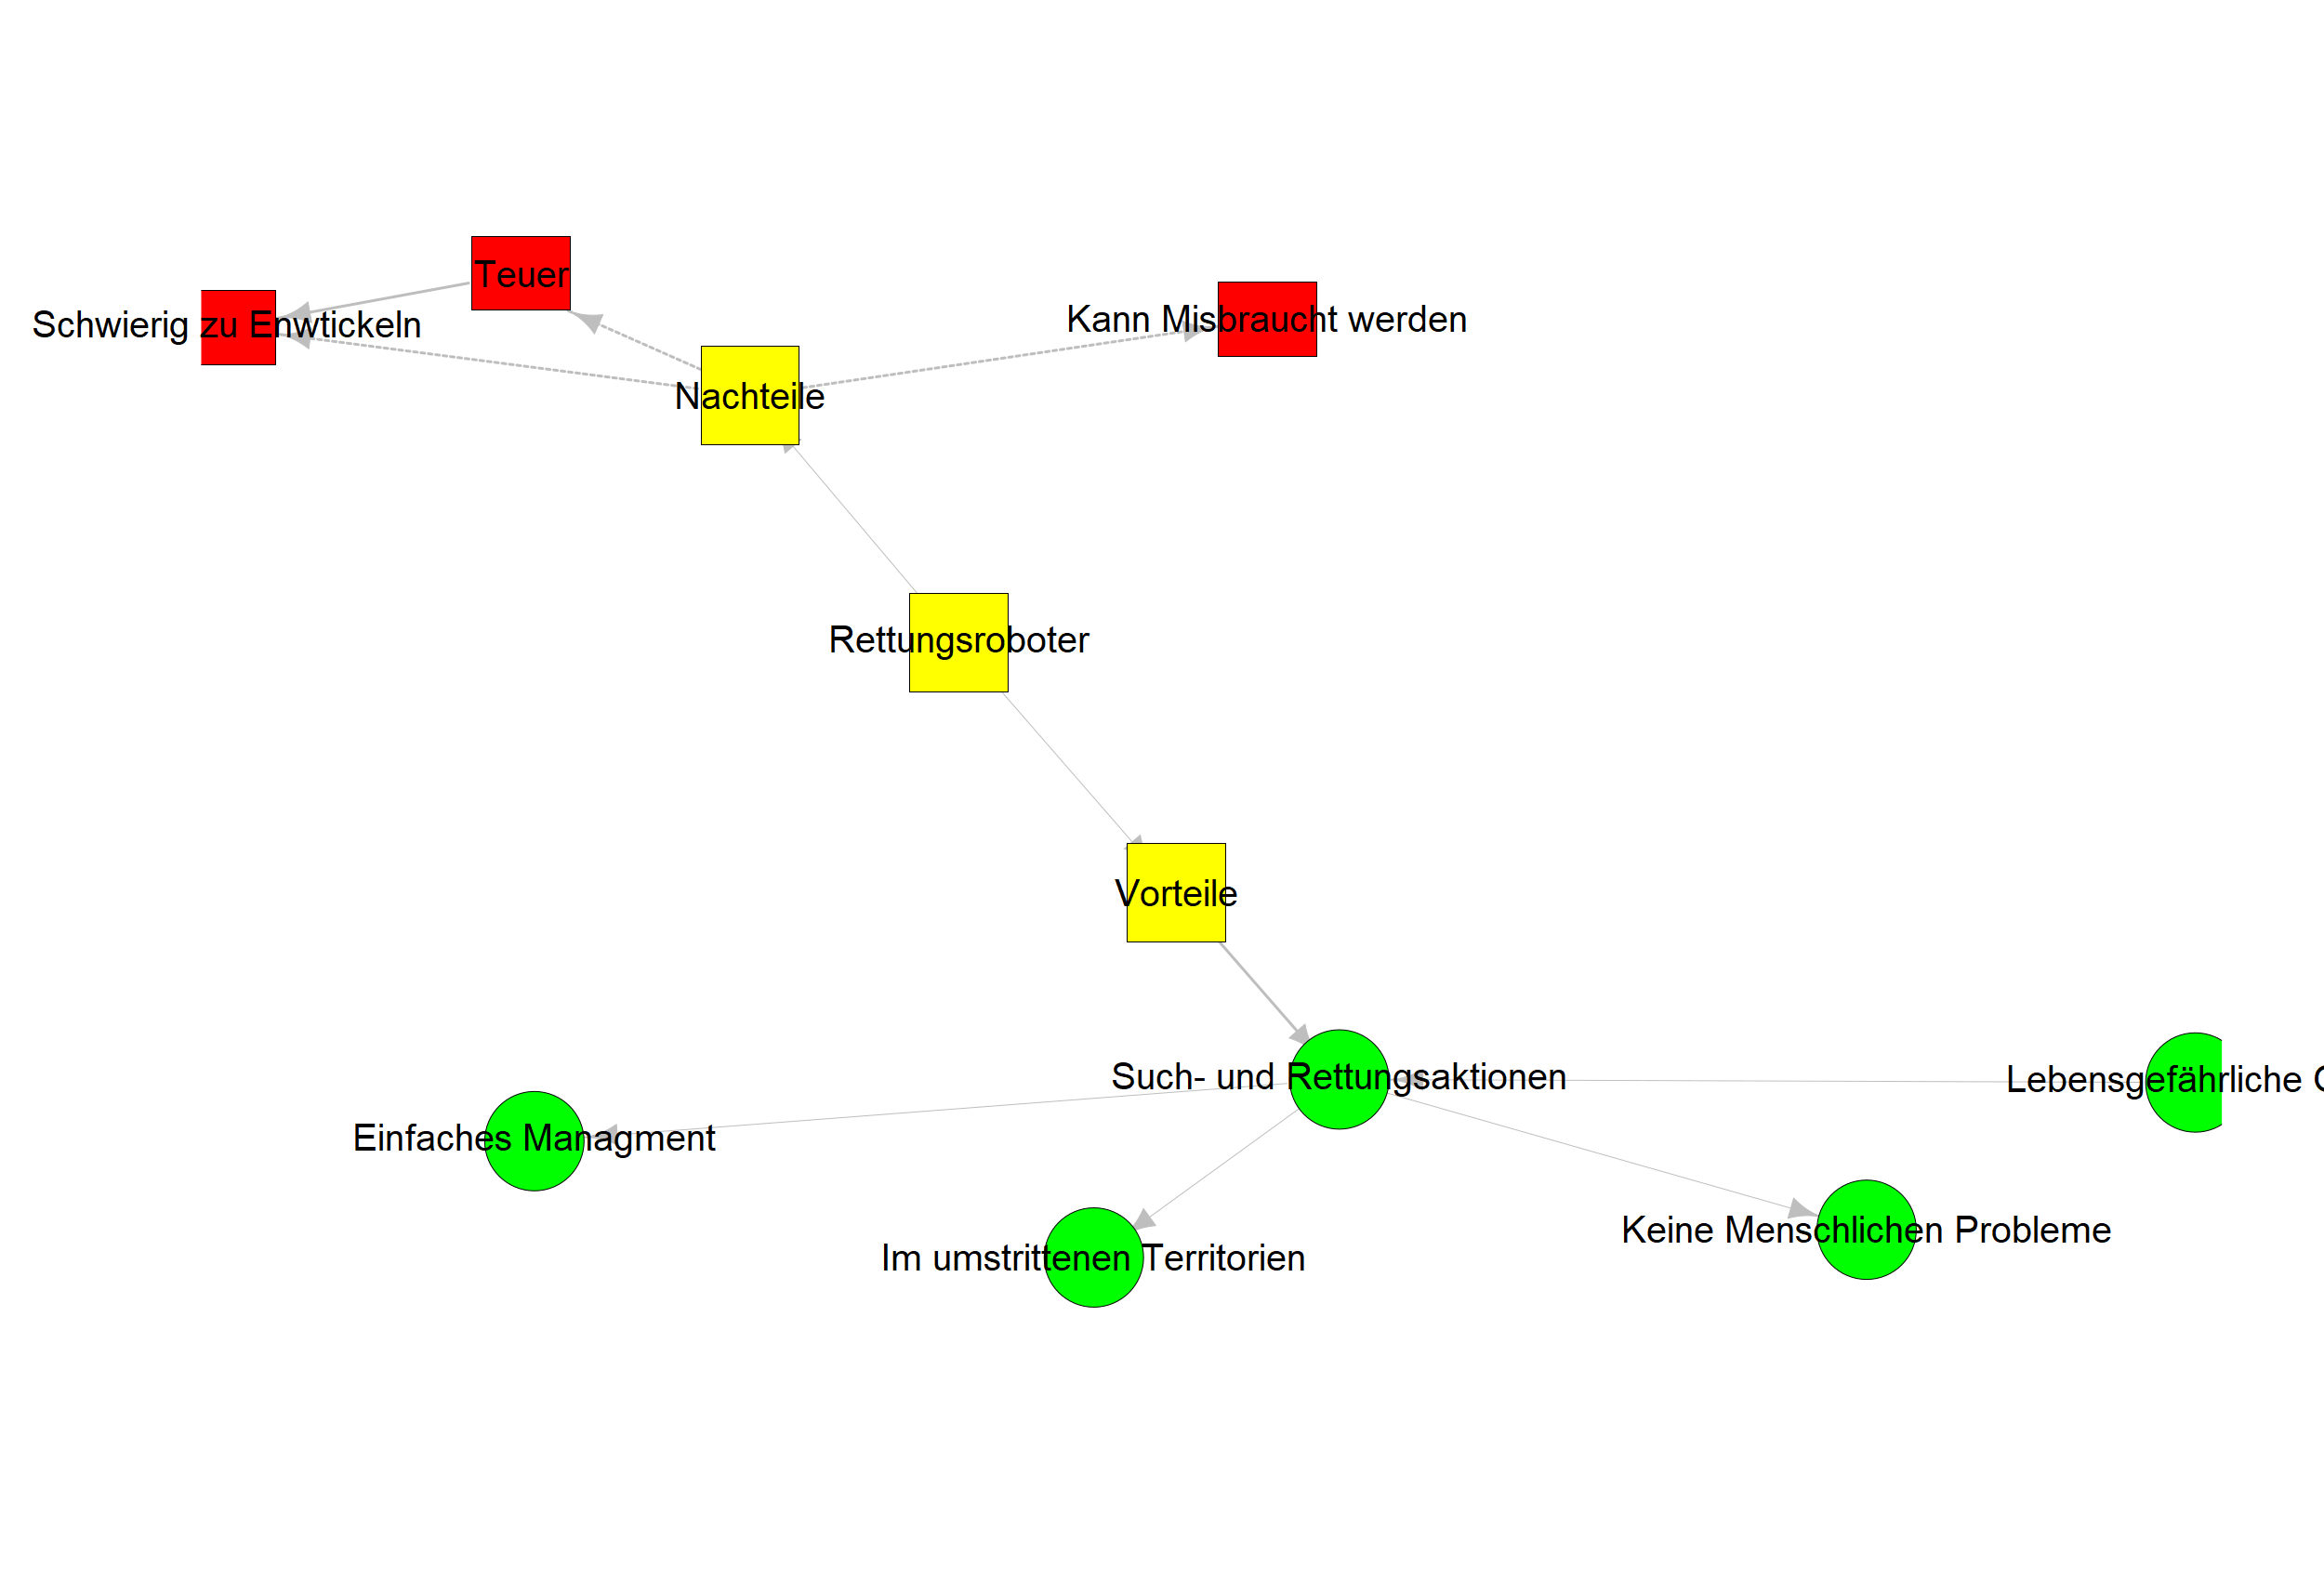 Teuer
Schwierig zu Enwtickeln
Kann Misbraucht werden
Nachteile
Rettungsroboter
Vorteile
Such- und Rettungsaktionen
Lebensgefährliche
Einfaches Managment
Keine Menschlichen Probleme
Im umstrittenen Territorien